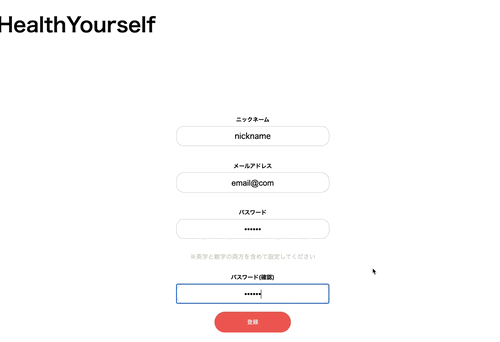 HealthYourself
ニックネーム
nickname
メールアドレス
email@com
パスワード
••••••
※英字と数字の両方を含めて設定してください
パスワード(確認)
••••••
登録